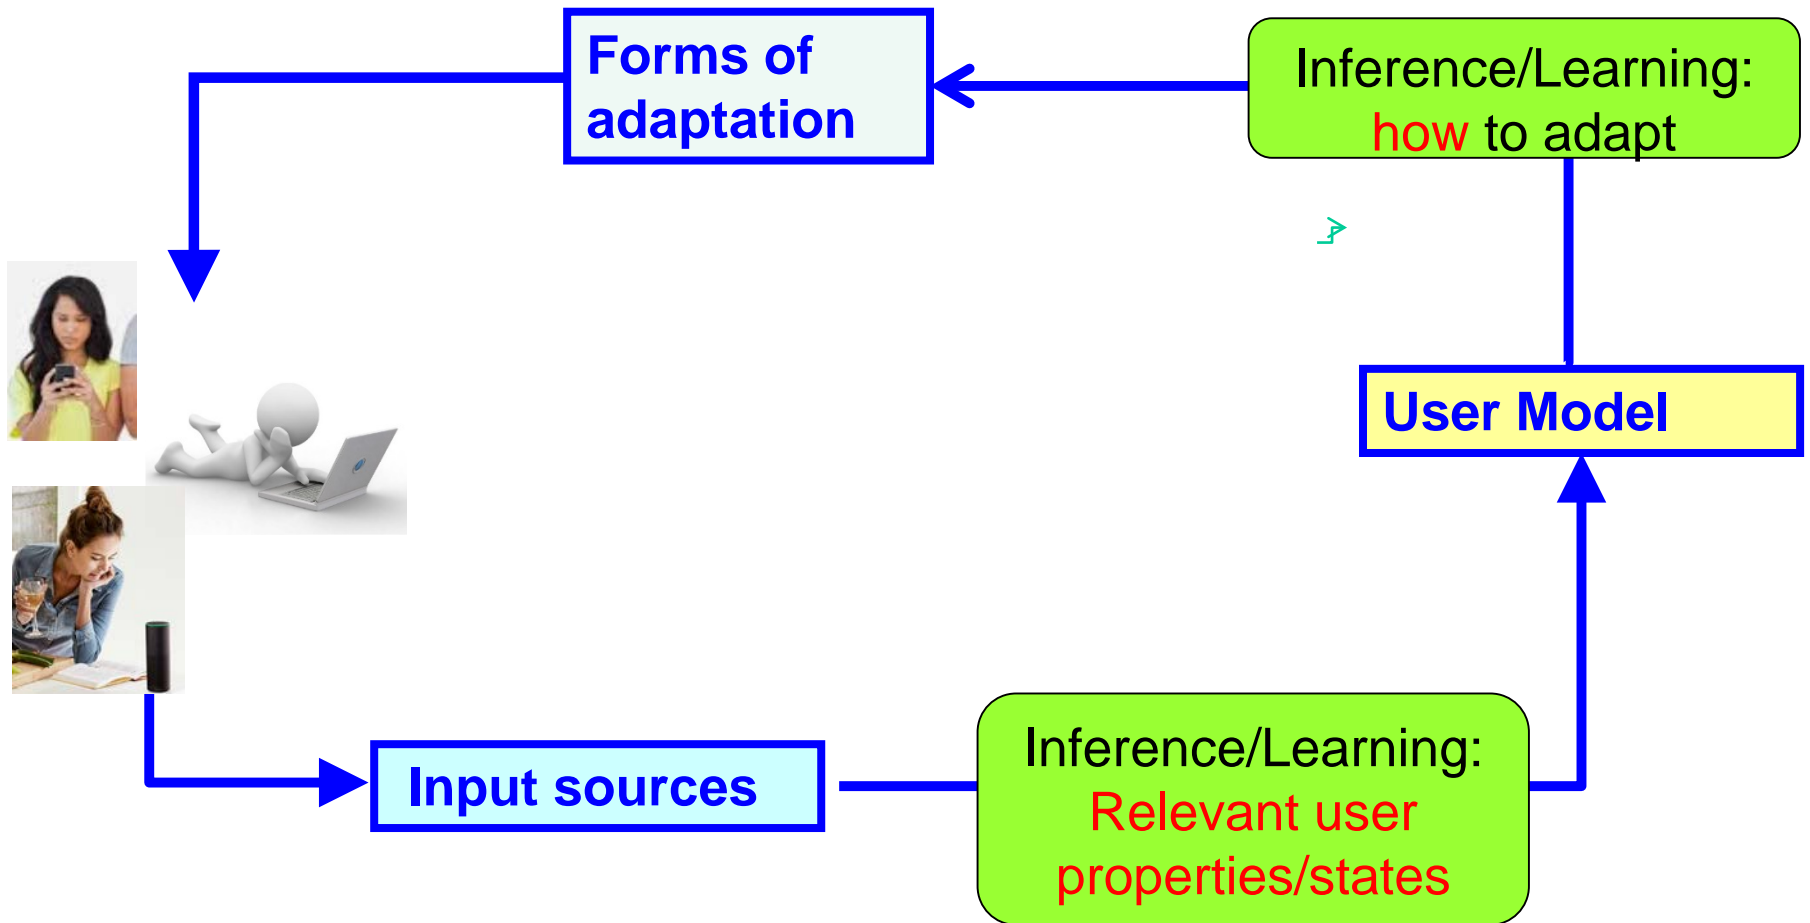 Forms of
adaptation
Inference/Learning:
how to adapt
User Model
Input sources
Inference/Learning:
Relevant user
properties/states